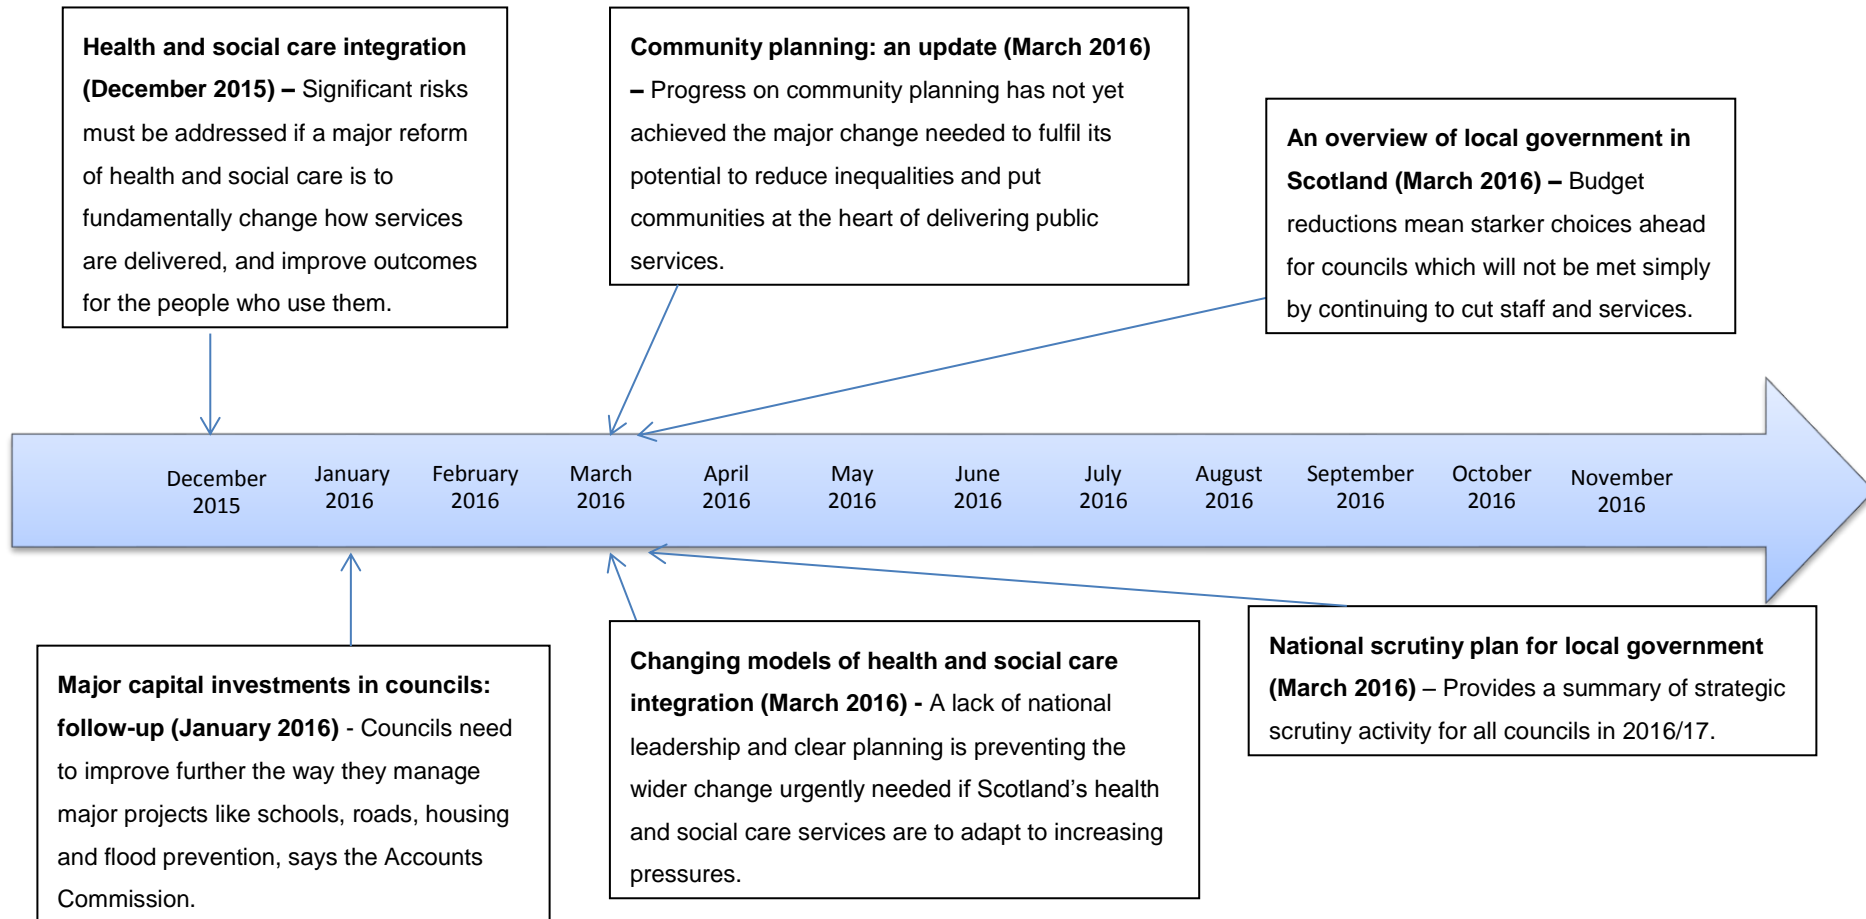 Health and social care integration
(December 2015) – Significant risks
must be addressed if a major reform
of health and social care is to
fundamentally change how services
are delivered, and improve outcomes
for the people who use them.
Community planning: an update (March 2016)
– Progress on community planning has not yet
achieved the major change needed to fulfil its
potential to reduce inequalities and put
communities at the heart of delivering public
services.
An overview of local government in
Scotland (March 2016) – Budget
reductions mean starker choices ahead
for councils which will not be met simply
by continuing to cut staff and services.
December
2015
January
2016
February
2016
March
2016
April
2016
May
2016
June
2016
July
2016
August
2016
September
2016
October
2016
November
2016
Major capital investments in councils:
follow-up (January 2016) - Councils need
to improve further the way they manage
major projects like schools, roads, housing
and flood prevention, says the Accounts
Commission.
Changing models of health and social care
integration (March 2016) - A lack of national
leadership and clear planning is preventing the
wider change urgently needed if Scotland’s health
and social care services are to adapt to increasing
pressures.
National scrutiny plan for local government
(March 2016) – Provides a summary of strategic
scrutiny activity for all councils in 2016/17.